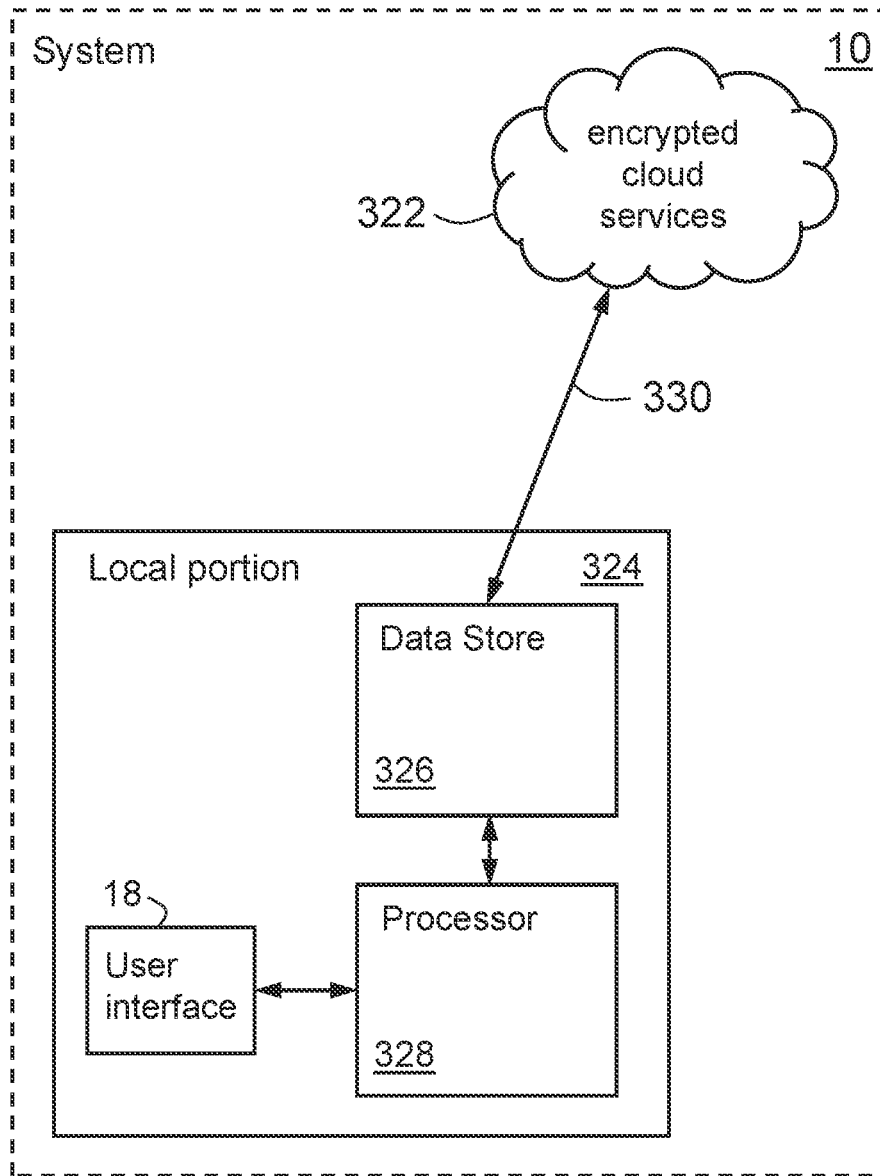 System
10
encrypted
cloud
services
322
330
Local portion
324
Data Store
326
18
User
interface
Processor
328